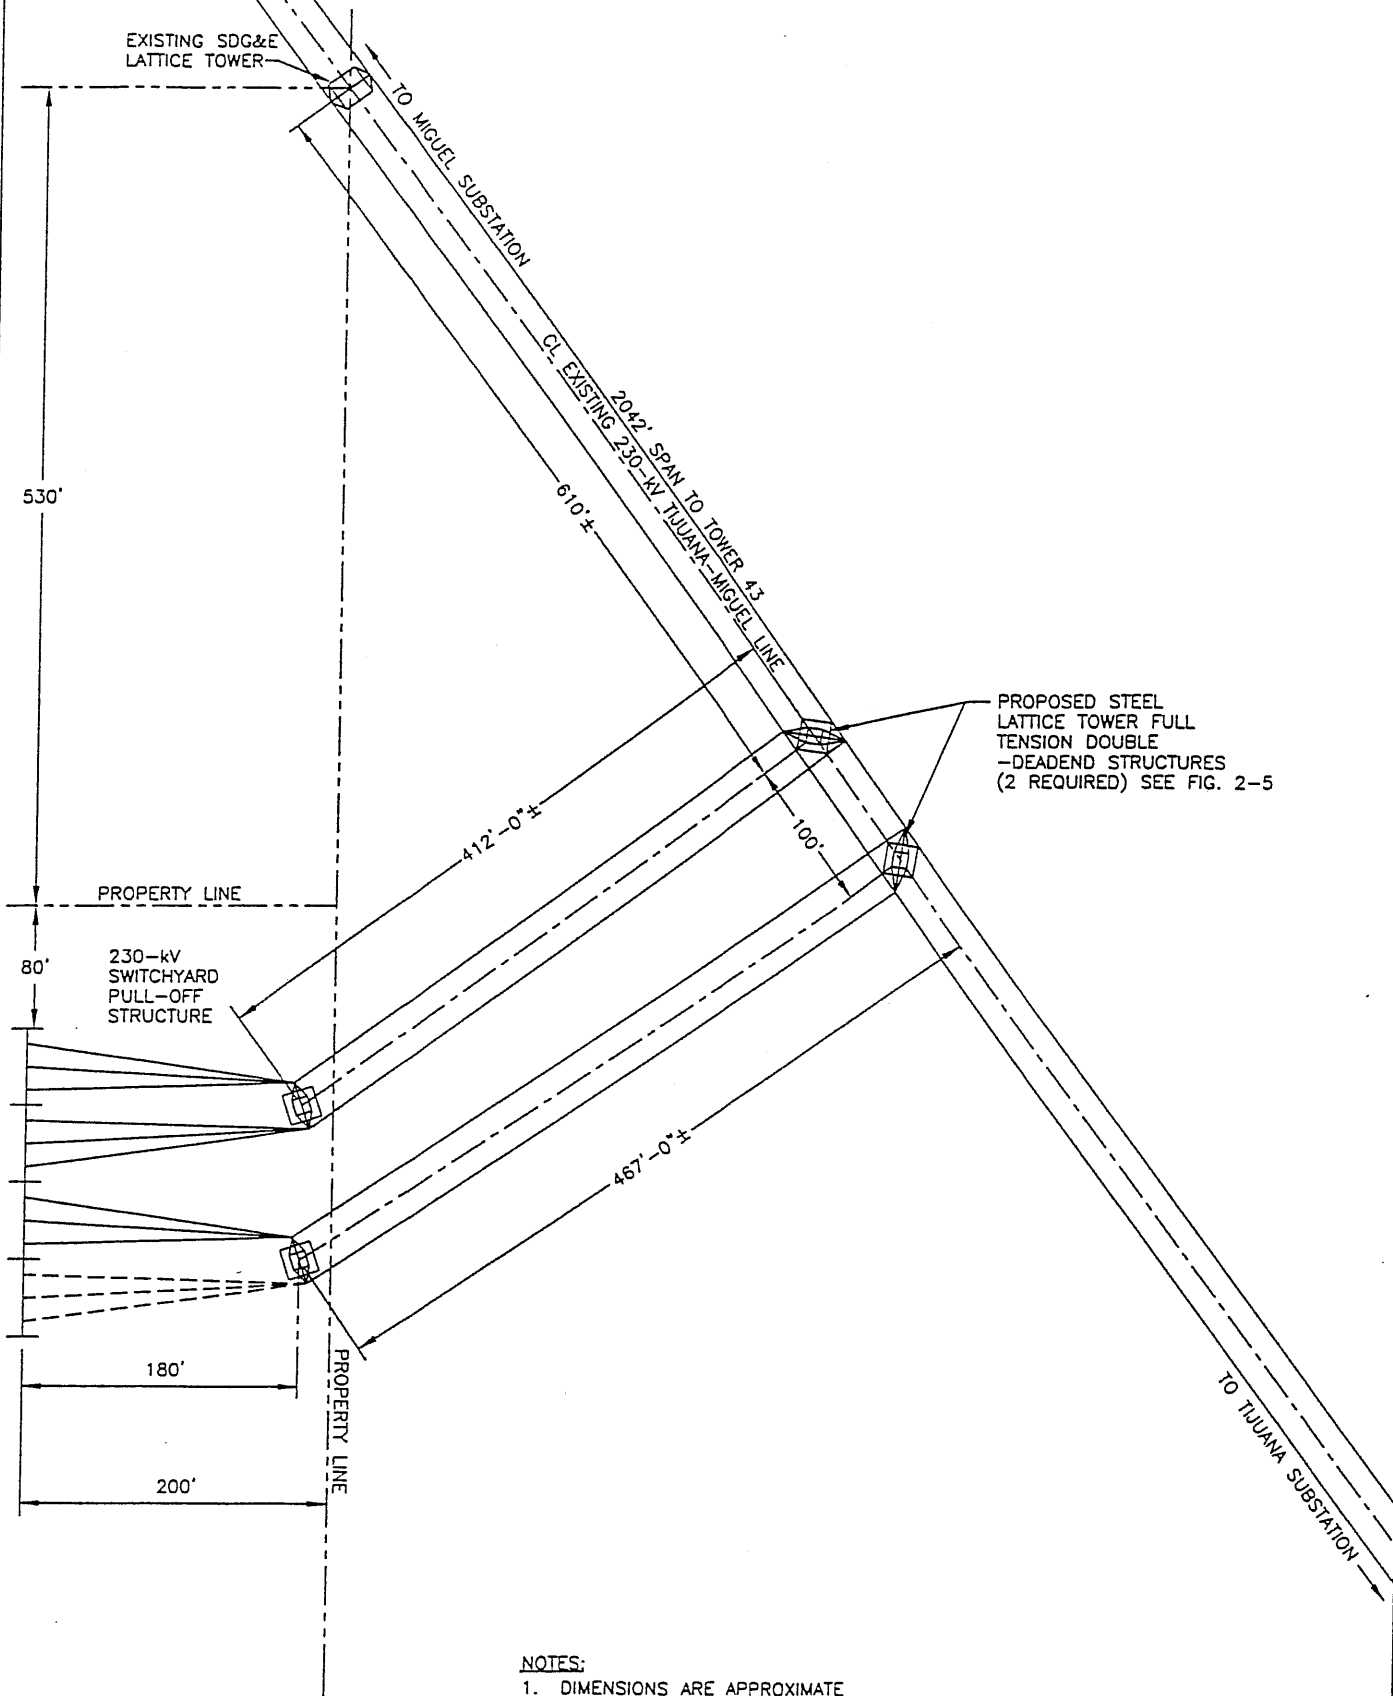 EXISTING SDG&E
LATTICE TOWER
TO MIGUEL SUBSTATION
2042' SPAN TO TOWER 43
CL EXISTING 230-kV TIJUANA-MIGUEL LINE
530'
610'±
PROPOSED STEEL
LATTICE TOWER FULL
TENSION DOUBLE
-DEADEND STRUCTURES
(2 REQUIRED) SEE FIG. 2-5
412'-0"±
100'
PROPERTY LINE
80'
230-kV
SWITCHYARD
PULL-OFF
STRUCTURE
467'-0"±
180'
PROPERTY LINE
200'
TO TIJUANA SUBSTATION
NOTES:
1. DIMENSIONS ARE APPROXIMATE